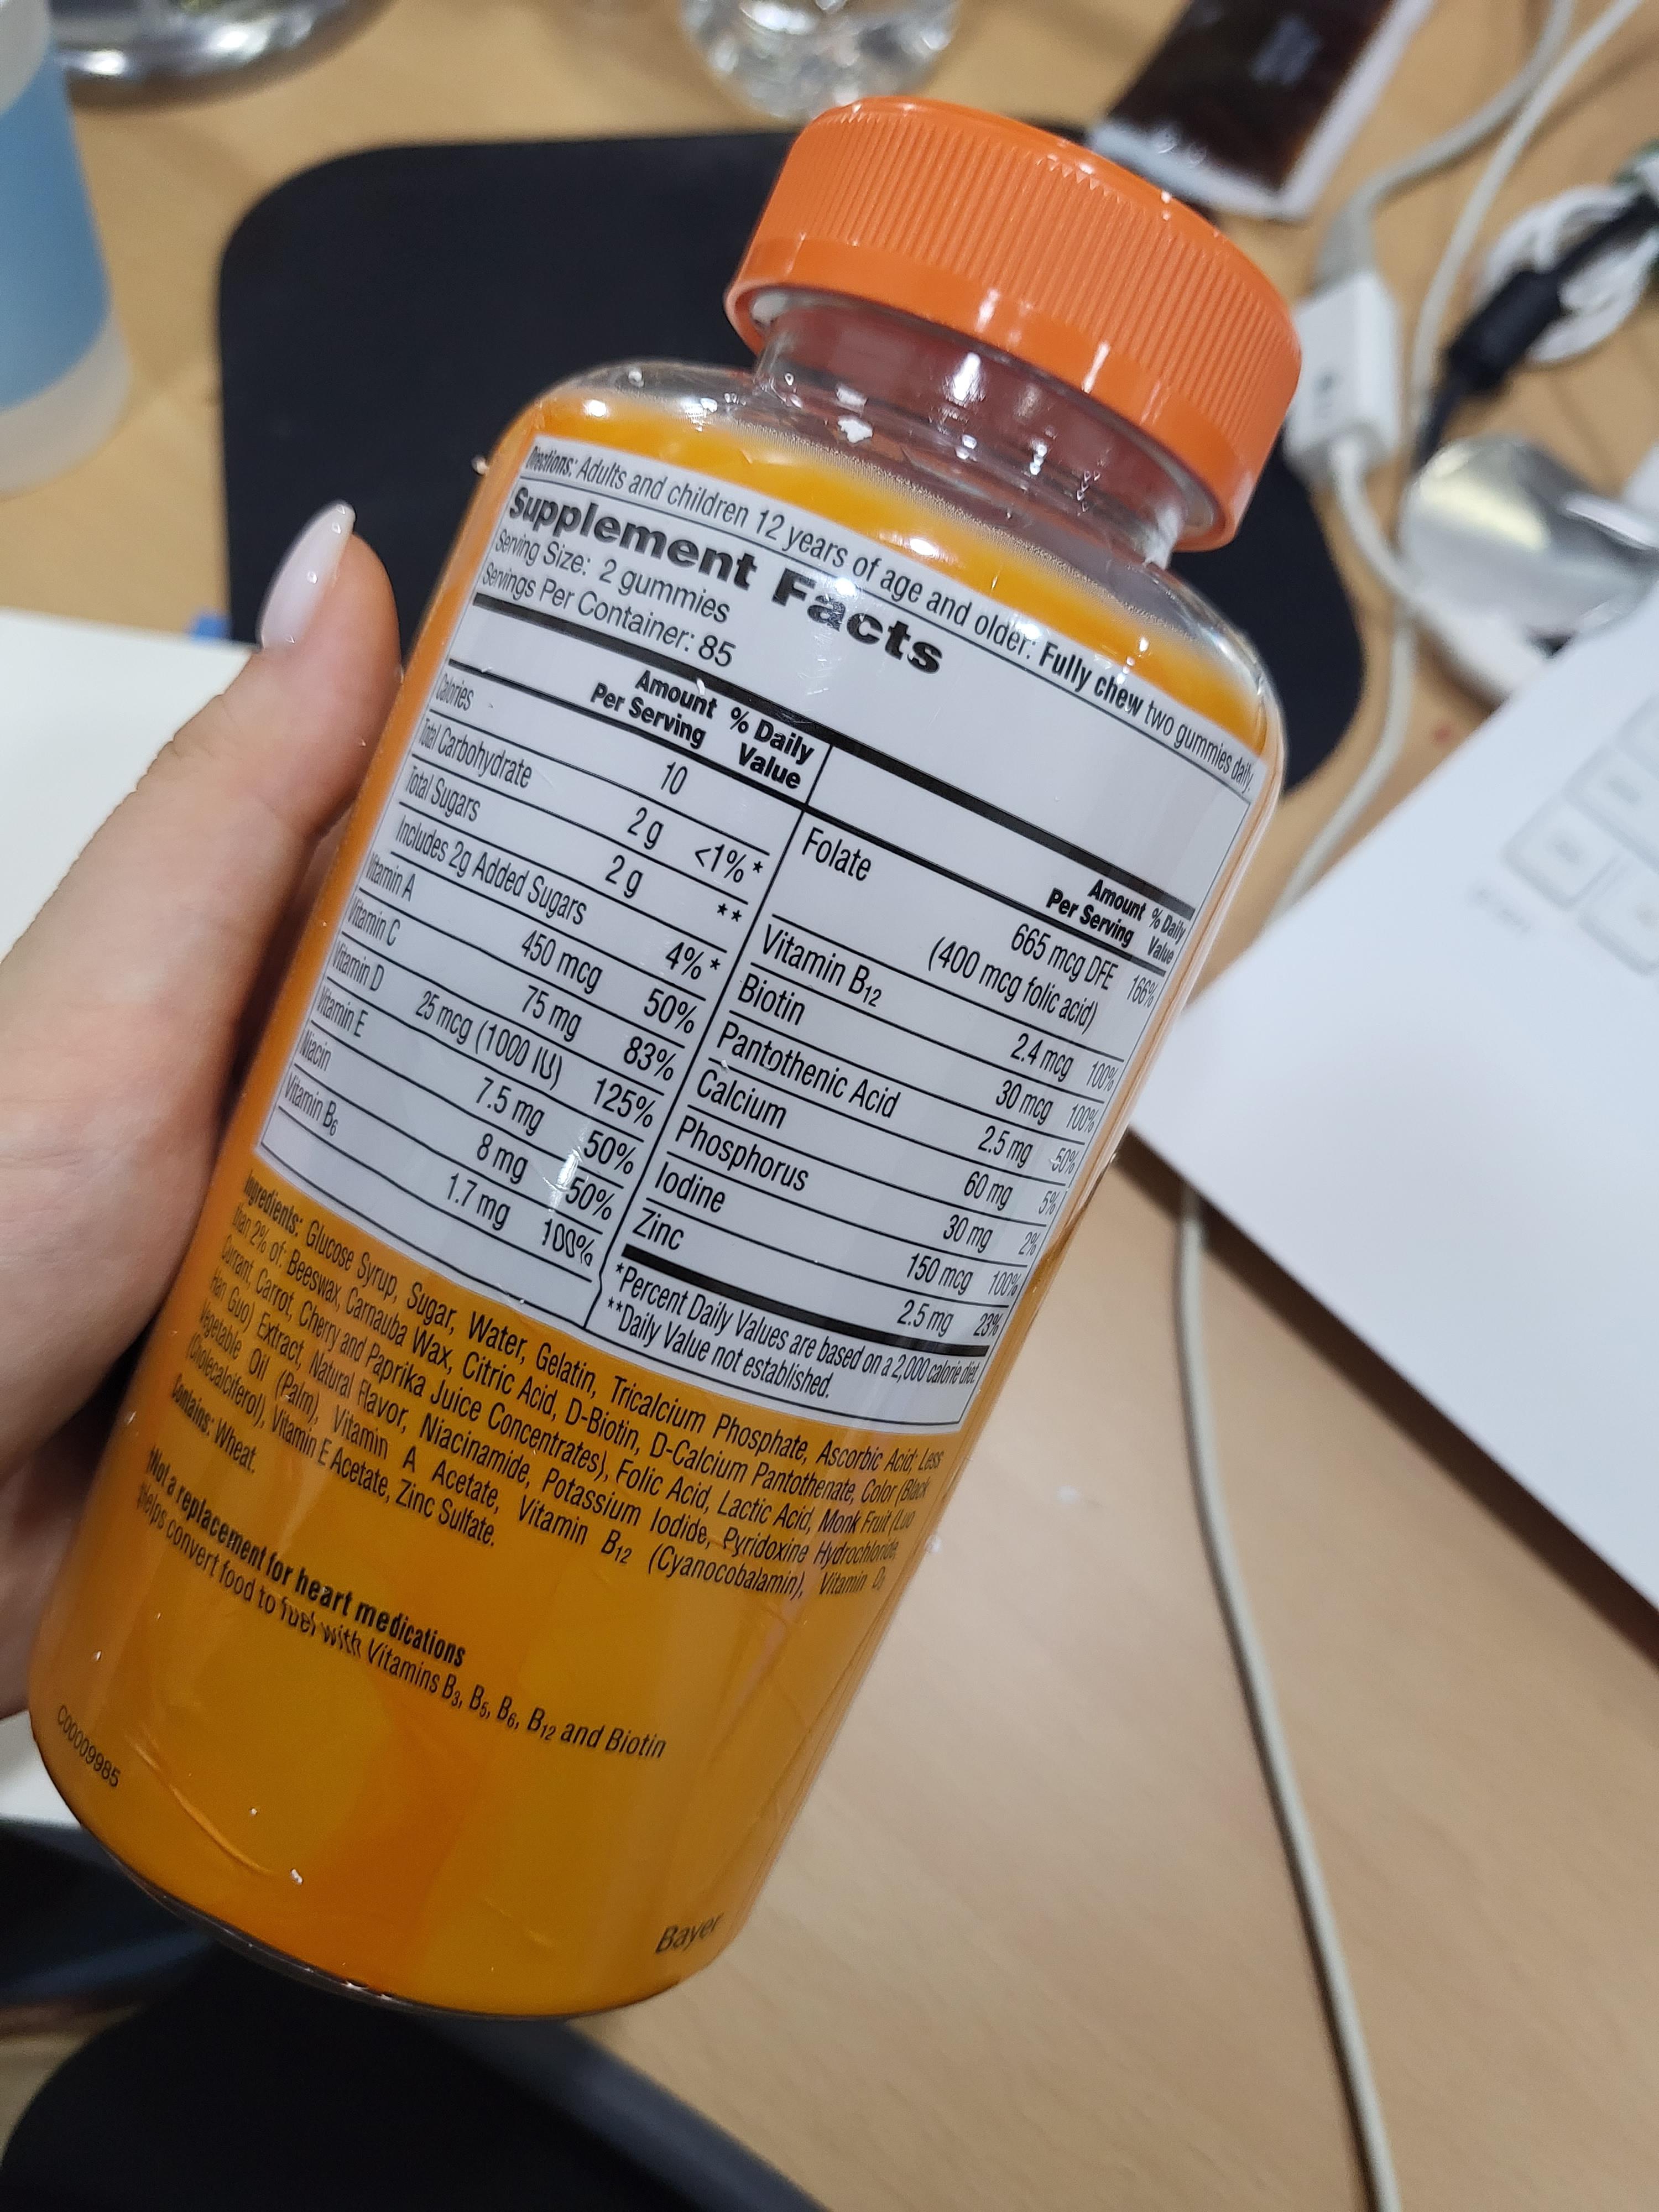 Directions: Adults and children 12 years of age and older: Fully chew two gummies daily.
Supplement Facts
Serving Size: 2 gummies
Servings Per Container: 85
Amount Per Serving % Daily Value
Calories 10
Total Carbohydrate 2 g <1%*
Total Sugars 2 g **
Includes 2g Added Sugars 4%*
Vitamin A 450 mcg 50%
Vitamin C 75 mg 83%
Vitamin D 25 mcg (1000 IU) 125%
Vitamin E 7.5 mg 50%
Niacin 8 mg 50%
Vitamin B6 1.7 mg 100%
Amount Per Serving % Daily Value
Folate 665 mcg DFE 166%
(400 mcg folic acid)
Vitamin B12 2.4 mcg 100%
Biotin 30 mcg 100%
Pantothenic Acid 2.5 mg 50%
Calcium 60 mg 5%
Phosphorus 30 mg 2%
Iodine 150 mcg 100%
Zinc 2.5 mg 23%
*Percent Daily Values are based on a 2,000 calorie diet.
**Daily Value not established.
Ingredients: Glucose Syrup, Sugar, Water, Gelatin, Tricalcium Phosphate, Ascorbic Acid; Less
than 2% of: Beeswax, Carnauba Wax, Citric Acid, D-Biotin, D-Calcium Pantothenate, Color (Black
Currant, Carrot, Cherry and Paprika Juice Concentrates), Folic Acid, Lactic Acid, Monk Fruit (Luo
Han Guo) Extract, Natural Flavor, Niacinamide, Potassium Iodide, Pyridoxine Hydrochloride,
Vegetable Oil (Palm), Vitamin A Acetate, Vitamin B12 (Cyanocobalamin), Vitamin D3
(Cholecalciferol), Vitamin E Acetate, Zinc Sulfate.
Contains: Wheat.
†Not a replacement for heart medications
‡Helps convert food to fuel with Vitamins B3, B5, B6, B12 and Biotin
C00009985
Bayer